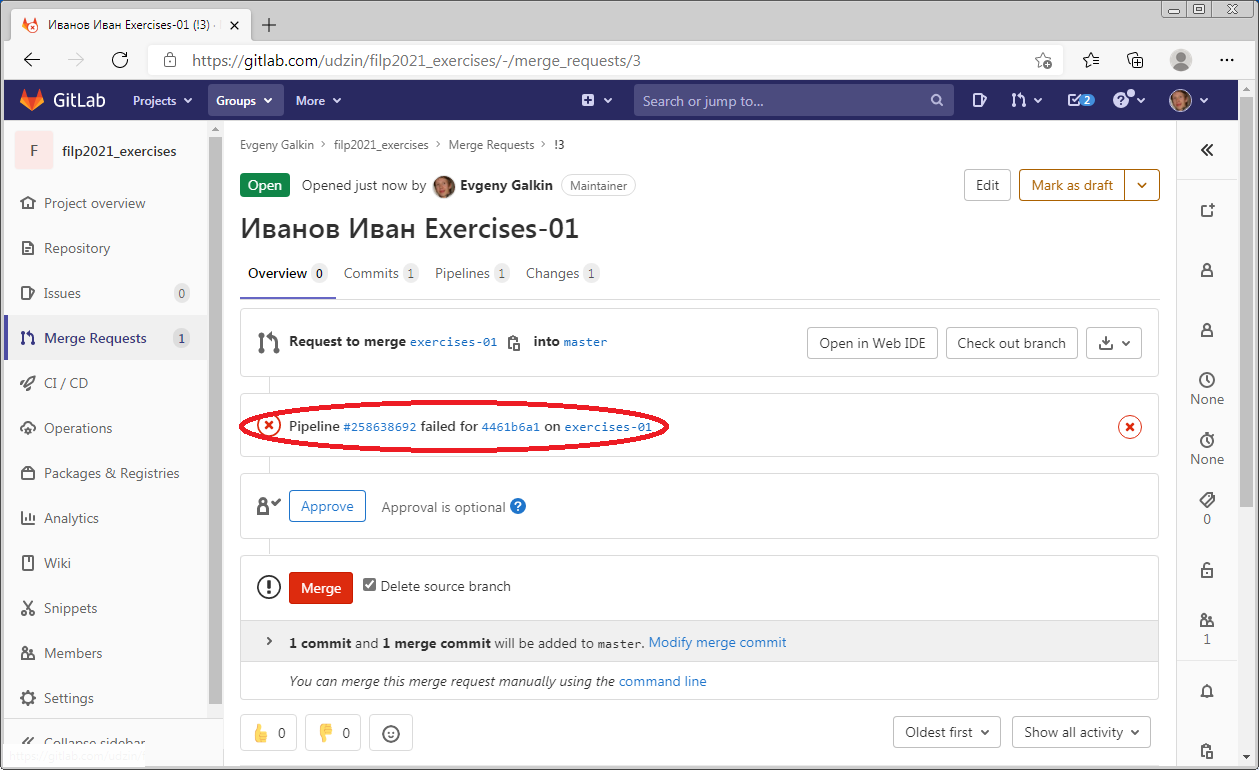 Иванов Иван Exercises-01 (!3) ·
https://gitlab.com/udzin/filp2021_exercises/-/merge_requests/3
GitLab Projects Groups More Search or jump to... 2
F filp2021_exercises
Project overview
Repository
Issues 0
Merge Requests 1
CI / CD
Operations
Packages & Registries
Analytics
Wiki
Snippets
Members
Settings
Collapse sidebar
Evgeny Galkin › filp2021_exercises › Merge Requests › !3
Open Opened just now by Evgeny Galkin Maintainer Edit Mark as draft
Иванов Иван Exercises-01
Overview 0 Commits 1 Pipelines 1 Changes 1
Request to merge exercises-01 into master Open in Web IDE Check out branch
Pipeline #258638692 failed for 4461b6a1 on exercises-01
Approve Approval is optional ?
Merge Delete source branch
1 commit and 1 merge commit will be added to master. Modify merge commit
You can merge this merge request manually using the command line
0 0 Oldest first Show all activity
None
None
0
1